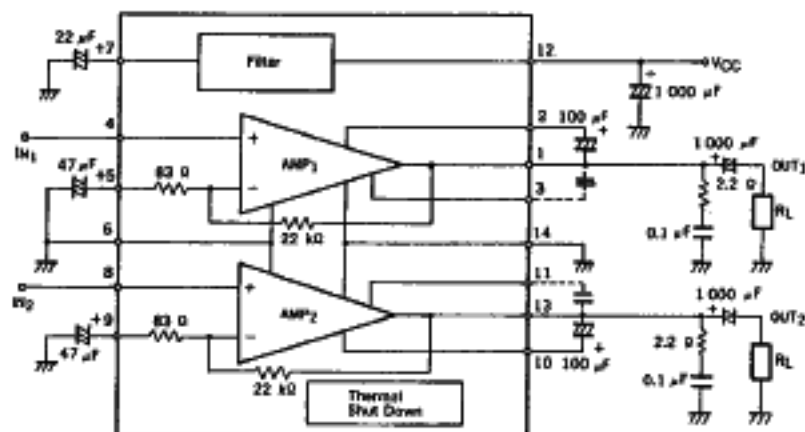 22 μF
+7
Filter
12
VCC
+
1 000 μF
2 100 μF
+
4
+
1
1 000 μF
+
OUT1
IN1
47 μF
+5
83 Ω
−
AMP1
3
2.2 Ω
RL
6
22 kΩ
14
0.1 μF
8
+
11
IN2
AMP2
13
1 000 μF
+
OUT2
+9
83 Ω
−
47 μF
10 100 μF
+
2.2 Ω
RL
22 kΩ
0.1 μF
Thermal
Shut Down